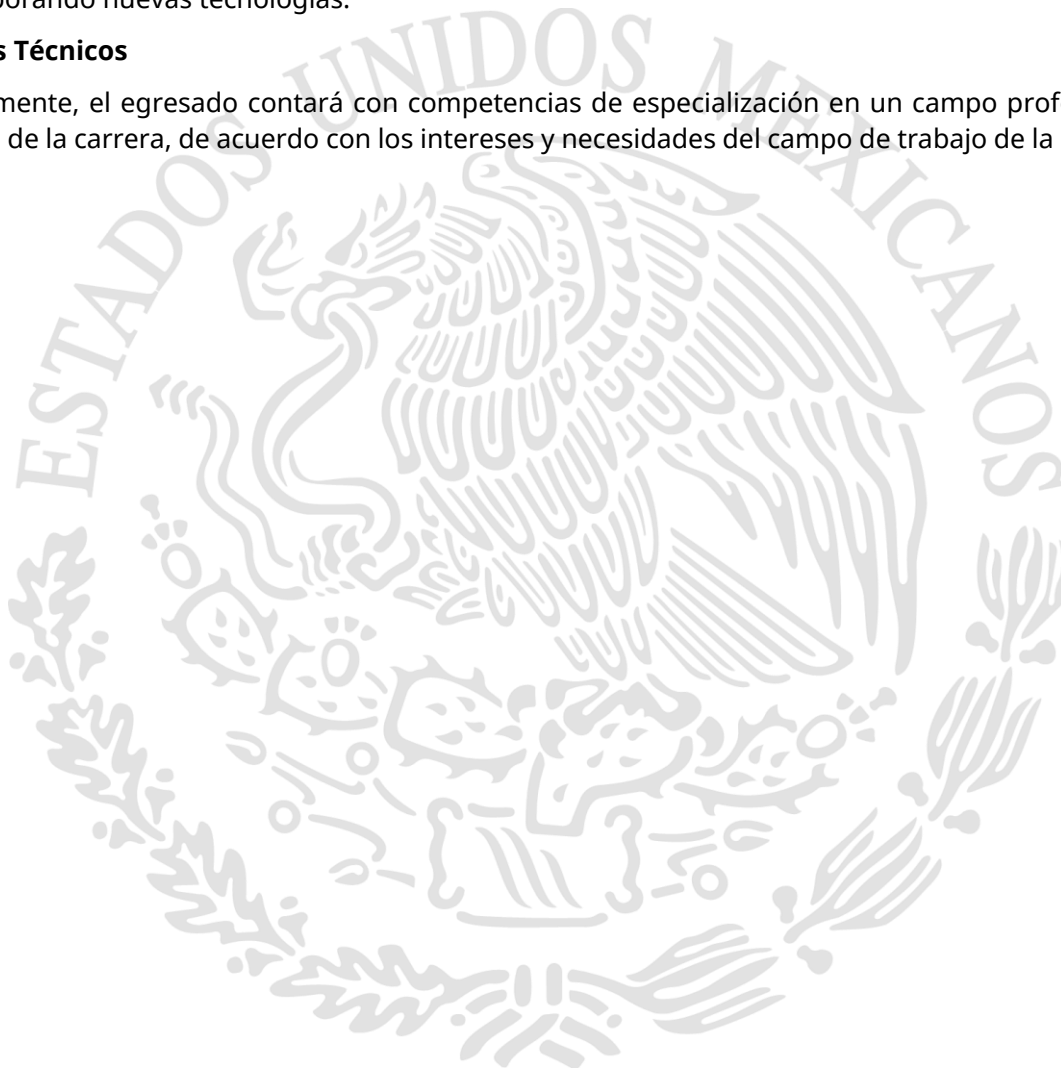 nuevas tecnologías.
s Técnicos
mente, el egresado contará con competencias de especialización en un campo prof
de la carrera, de acuerdo con los intereses y necesidades del campo de trabajo de la
ESTADOS UNIDOS MEXICANOS